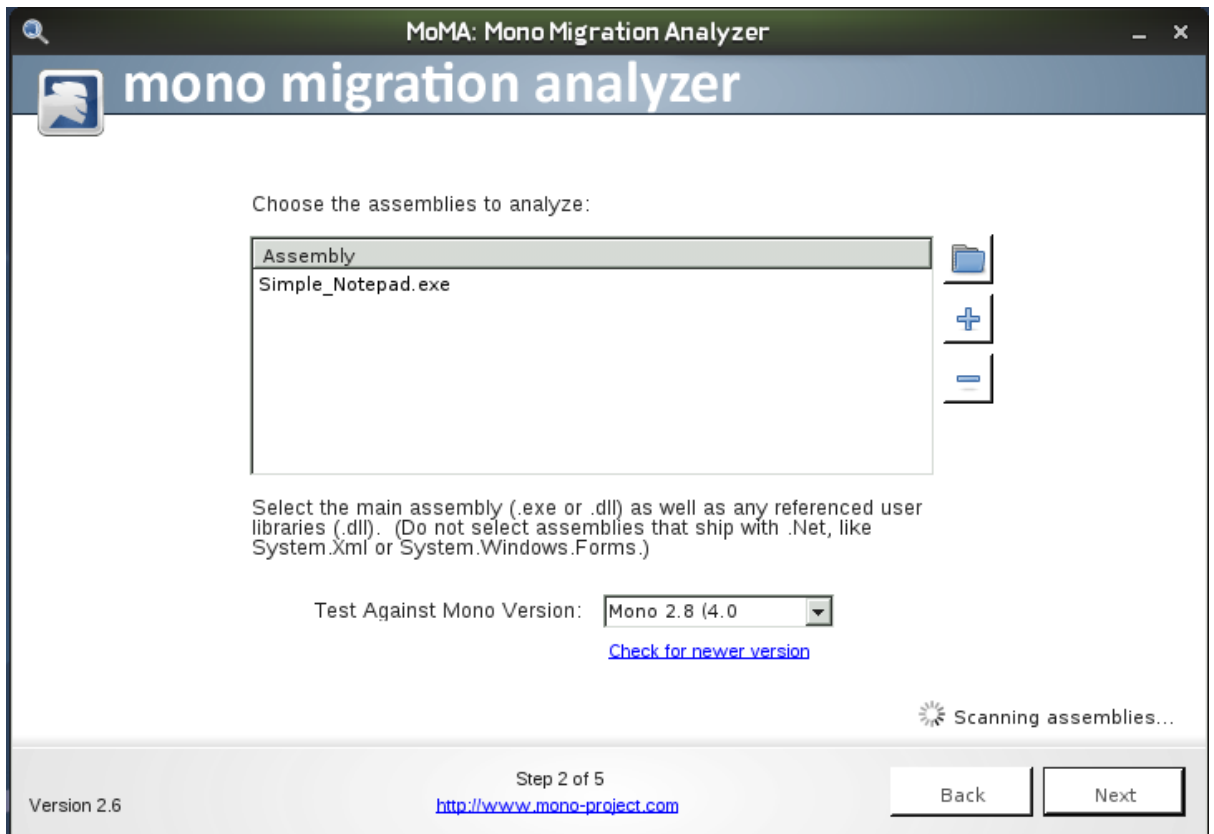 MoMA: Mono Migration Analyzer
mono migration analyzer
Choose the assemblies to analyze:
Assembly
Simple_Notepad.exe
Select the main assembly (.exe or .dll) as well as any referenced user
libraries (.dll).  (Do not select assemblies that ship with .Net, like
System.Xml or System.Windows.Forms.)
Test Against Mono Version: Mono 2.8 (4.0
Check for newer version
Scanning assemblies...
Step 2 of 5
Version 2.6 http://www.mono-project.com Back Next